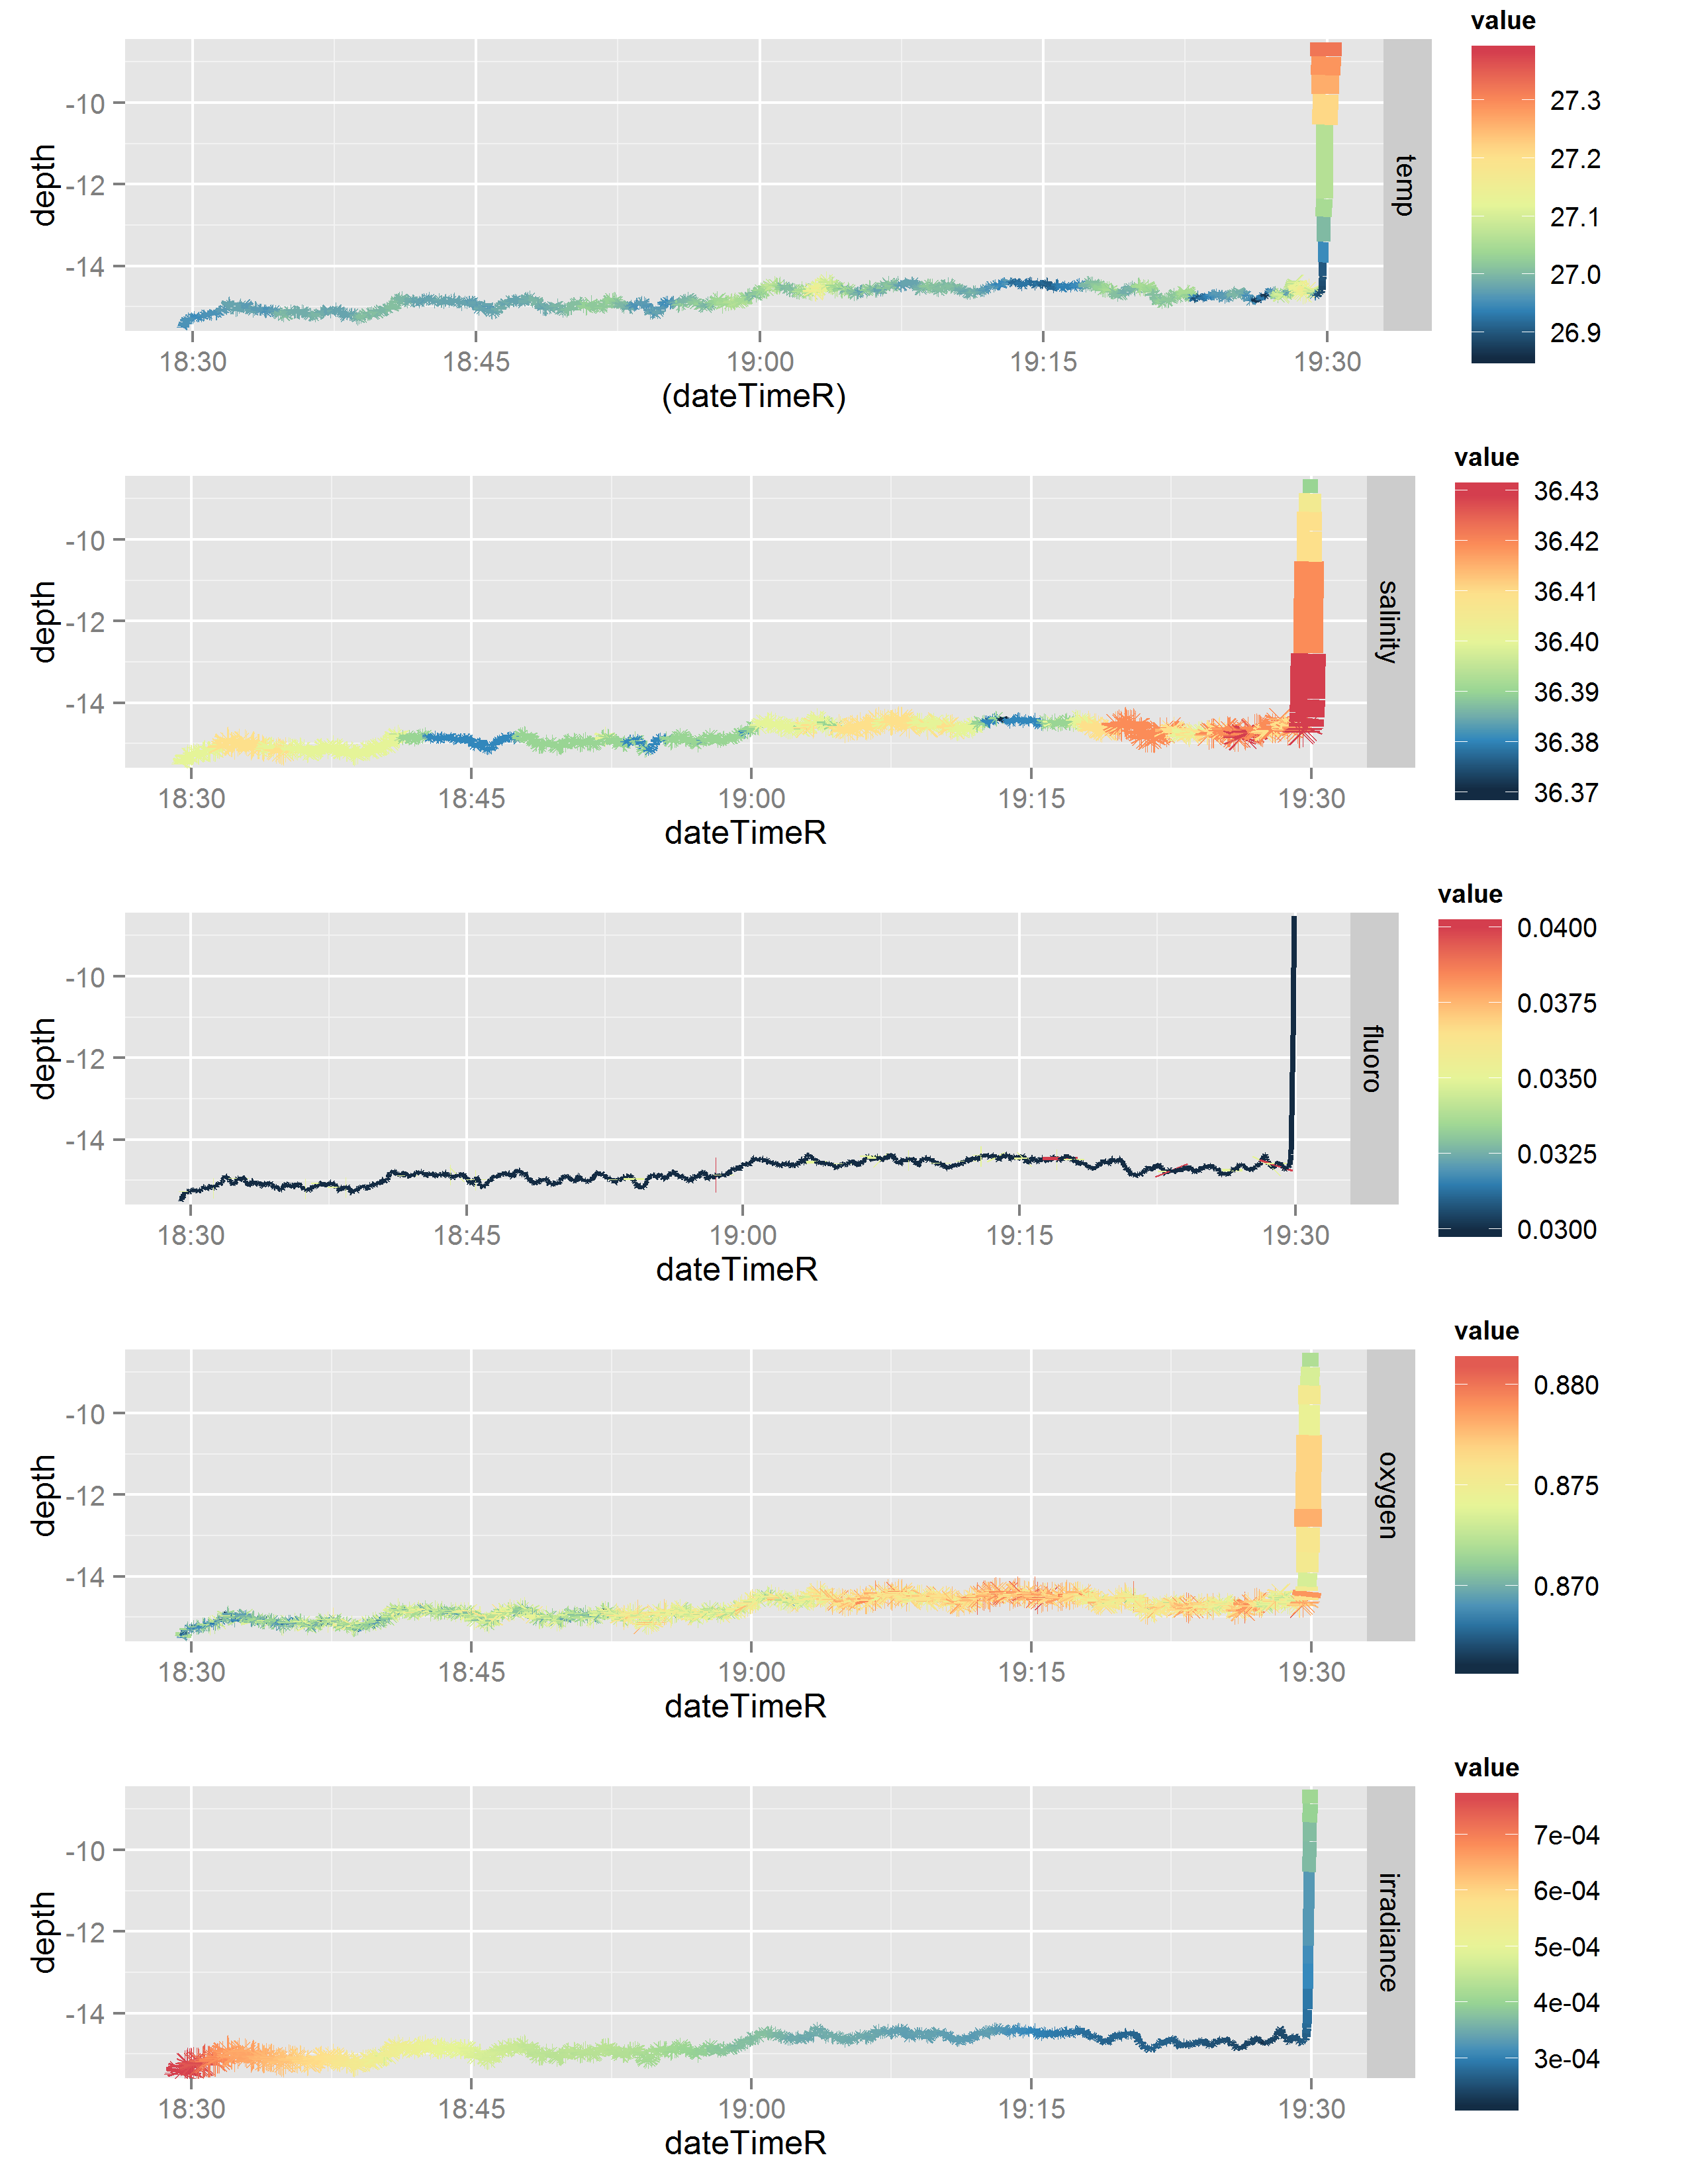 value
depth
-10
-12
-14
temp
27.3
27.2
27.1
27.0
26.9
18:30 18:45 19:00 19:15 19:30
(dateTimeR)
value
depth
-10
-12
-14
salinity
36.43
36.42
36.41
36.40
36.39
36.38
36.37
18:30 18:45 19:00 19:15 19:30
dateTimeR
value
depth
-10
-12
-14
fluoro
0.0400
0.0375
0.0350
0.0325
0.0300
18:30 18:45 19:00 19:15 19:30
dateTimeR
value
depth
-10
-12
-14
oxygen
0.880
0.875
0.870
18:30 18:45 19:00 19:15 19:30
dateTimeR
value
depth
-10
-12
-14
irradiance
7e-04
6e-04
5e-04
4e-04
3e-04
18:30 18:45 19:00 19:15 19:30
dateTimeR